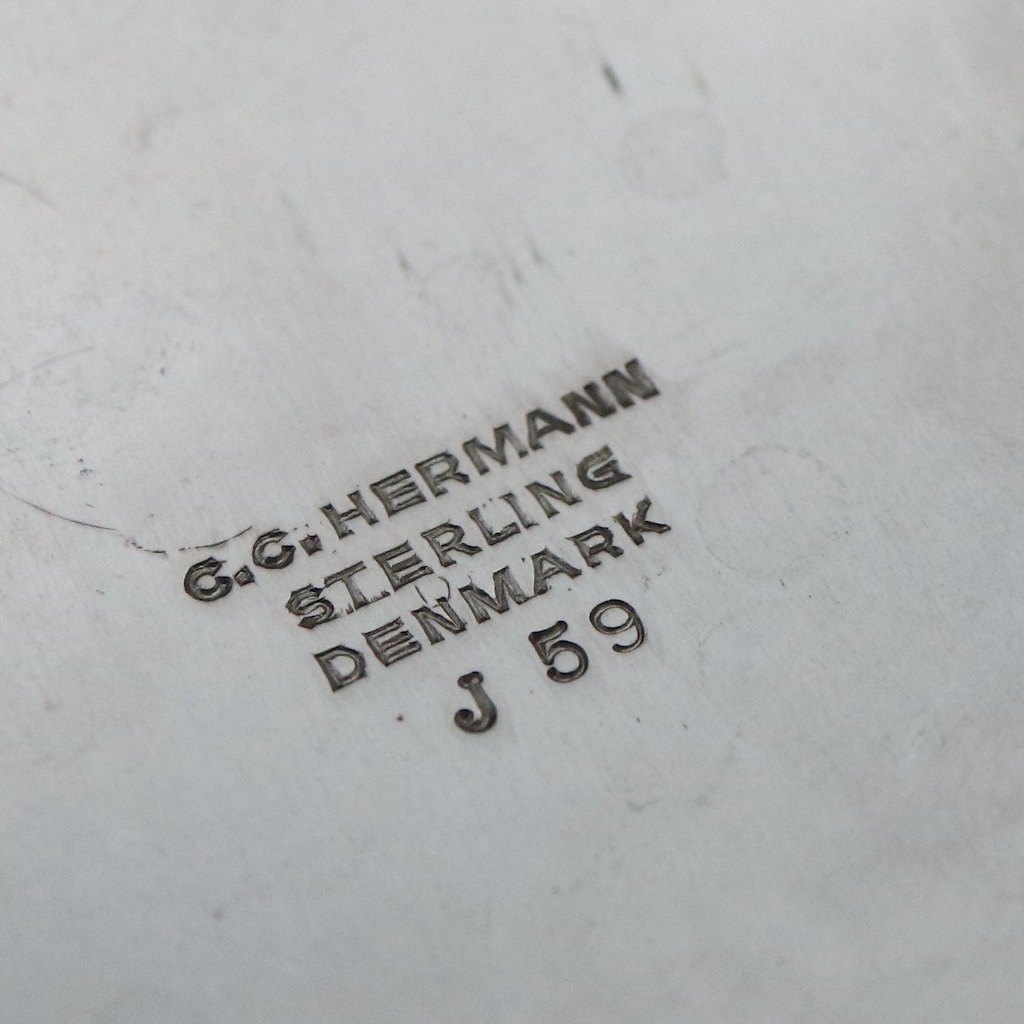 C.C. HERMANN
STERLING
DENMARK
J 59